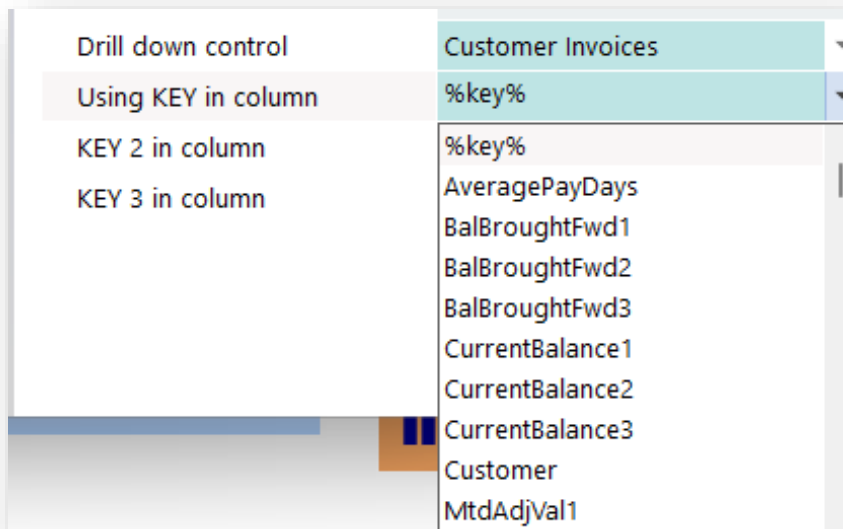 Drill down control Customer Invoices
Using KEY in column %key%
KEY 2 in column %key%
KEY 3 in column AveragePayDays
BalBroughtFwd1
BalBroughtFwd2
BalBroughtFwd3
CurrentBalance1
CurrentBalance2
CurrentBalance3
Customer
MtdAdjVal1